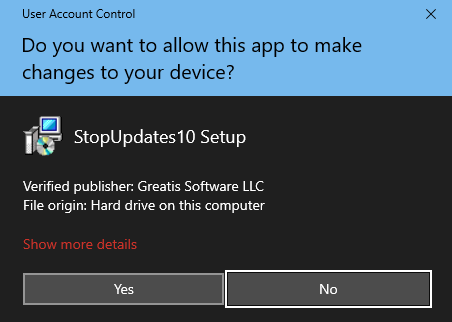 User Account Control
Do you want to allow this app to make
changes to your device?
StopUpdates10 Setup
Verified publisher: Greatis Software LLC
File origin: Hard drive on this computer
Show more details
Yes
No